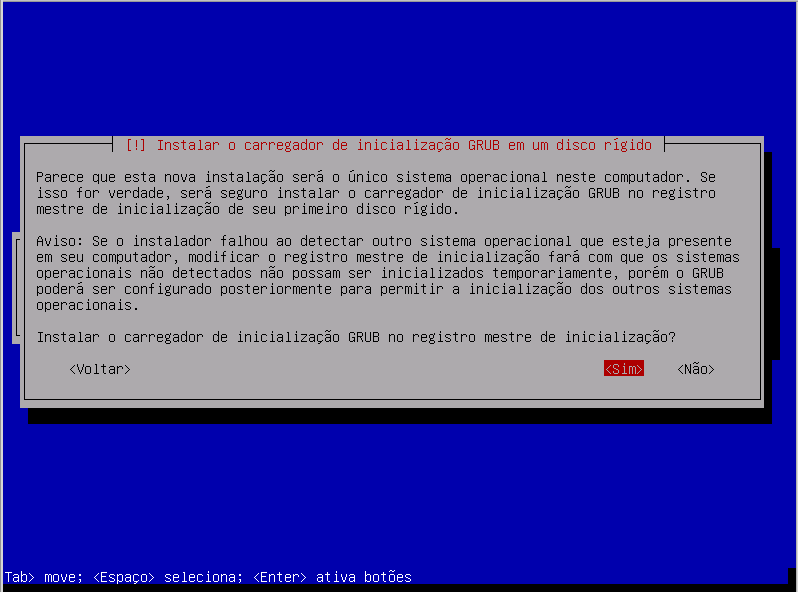 [!] Instalar o carregador de inicialização GRUB em um disco rígido
Parece que esta nova instalação será o único sistema operacional neste computador. Se
isso for verdade, será seguro instalar o carregador de inicialização GRUB no registro
mestre de inicialização de seu primeiro disco rígido.
Aviso: Se o instalador falhou ao detectar outro sistema operacional que esteja presente
em seu computador, modificar o registro mestre de inicialização fará com que os sistemas
operacionais não detectados não possam ser inicializados temporariamente, porém o GRUB
poderá ser configurado posteriormente para permitir a inicialização dos outros sistemas
operacionais.
Instalar o carregador de inicialização GRUB no registro mestre de inicialização?
<Voltar> <Sim> <Não>
Tab> move; <Espaço> seleciona; <Enter> ativa botões